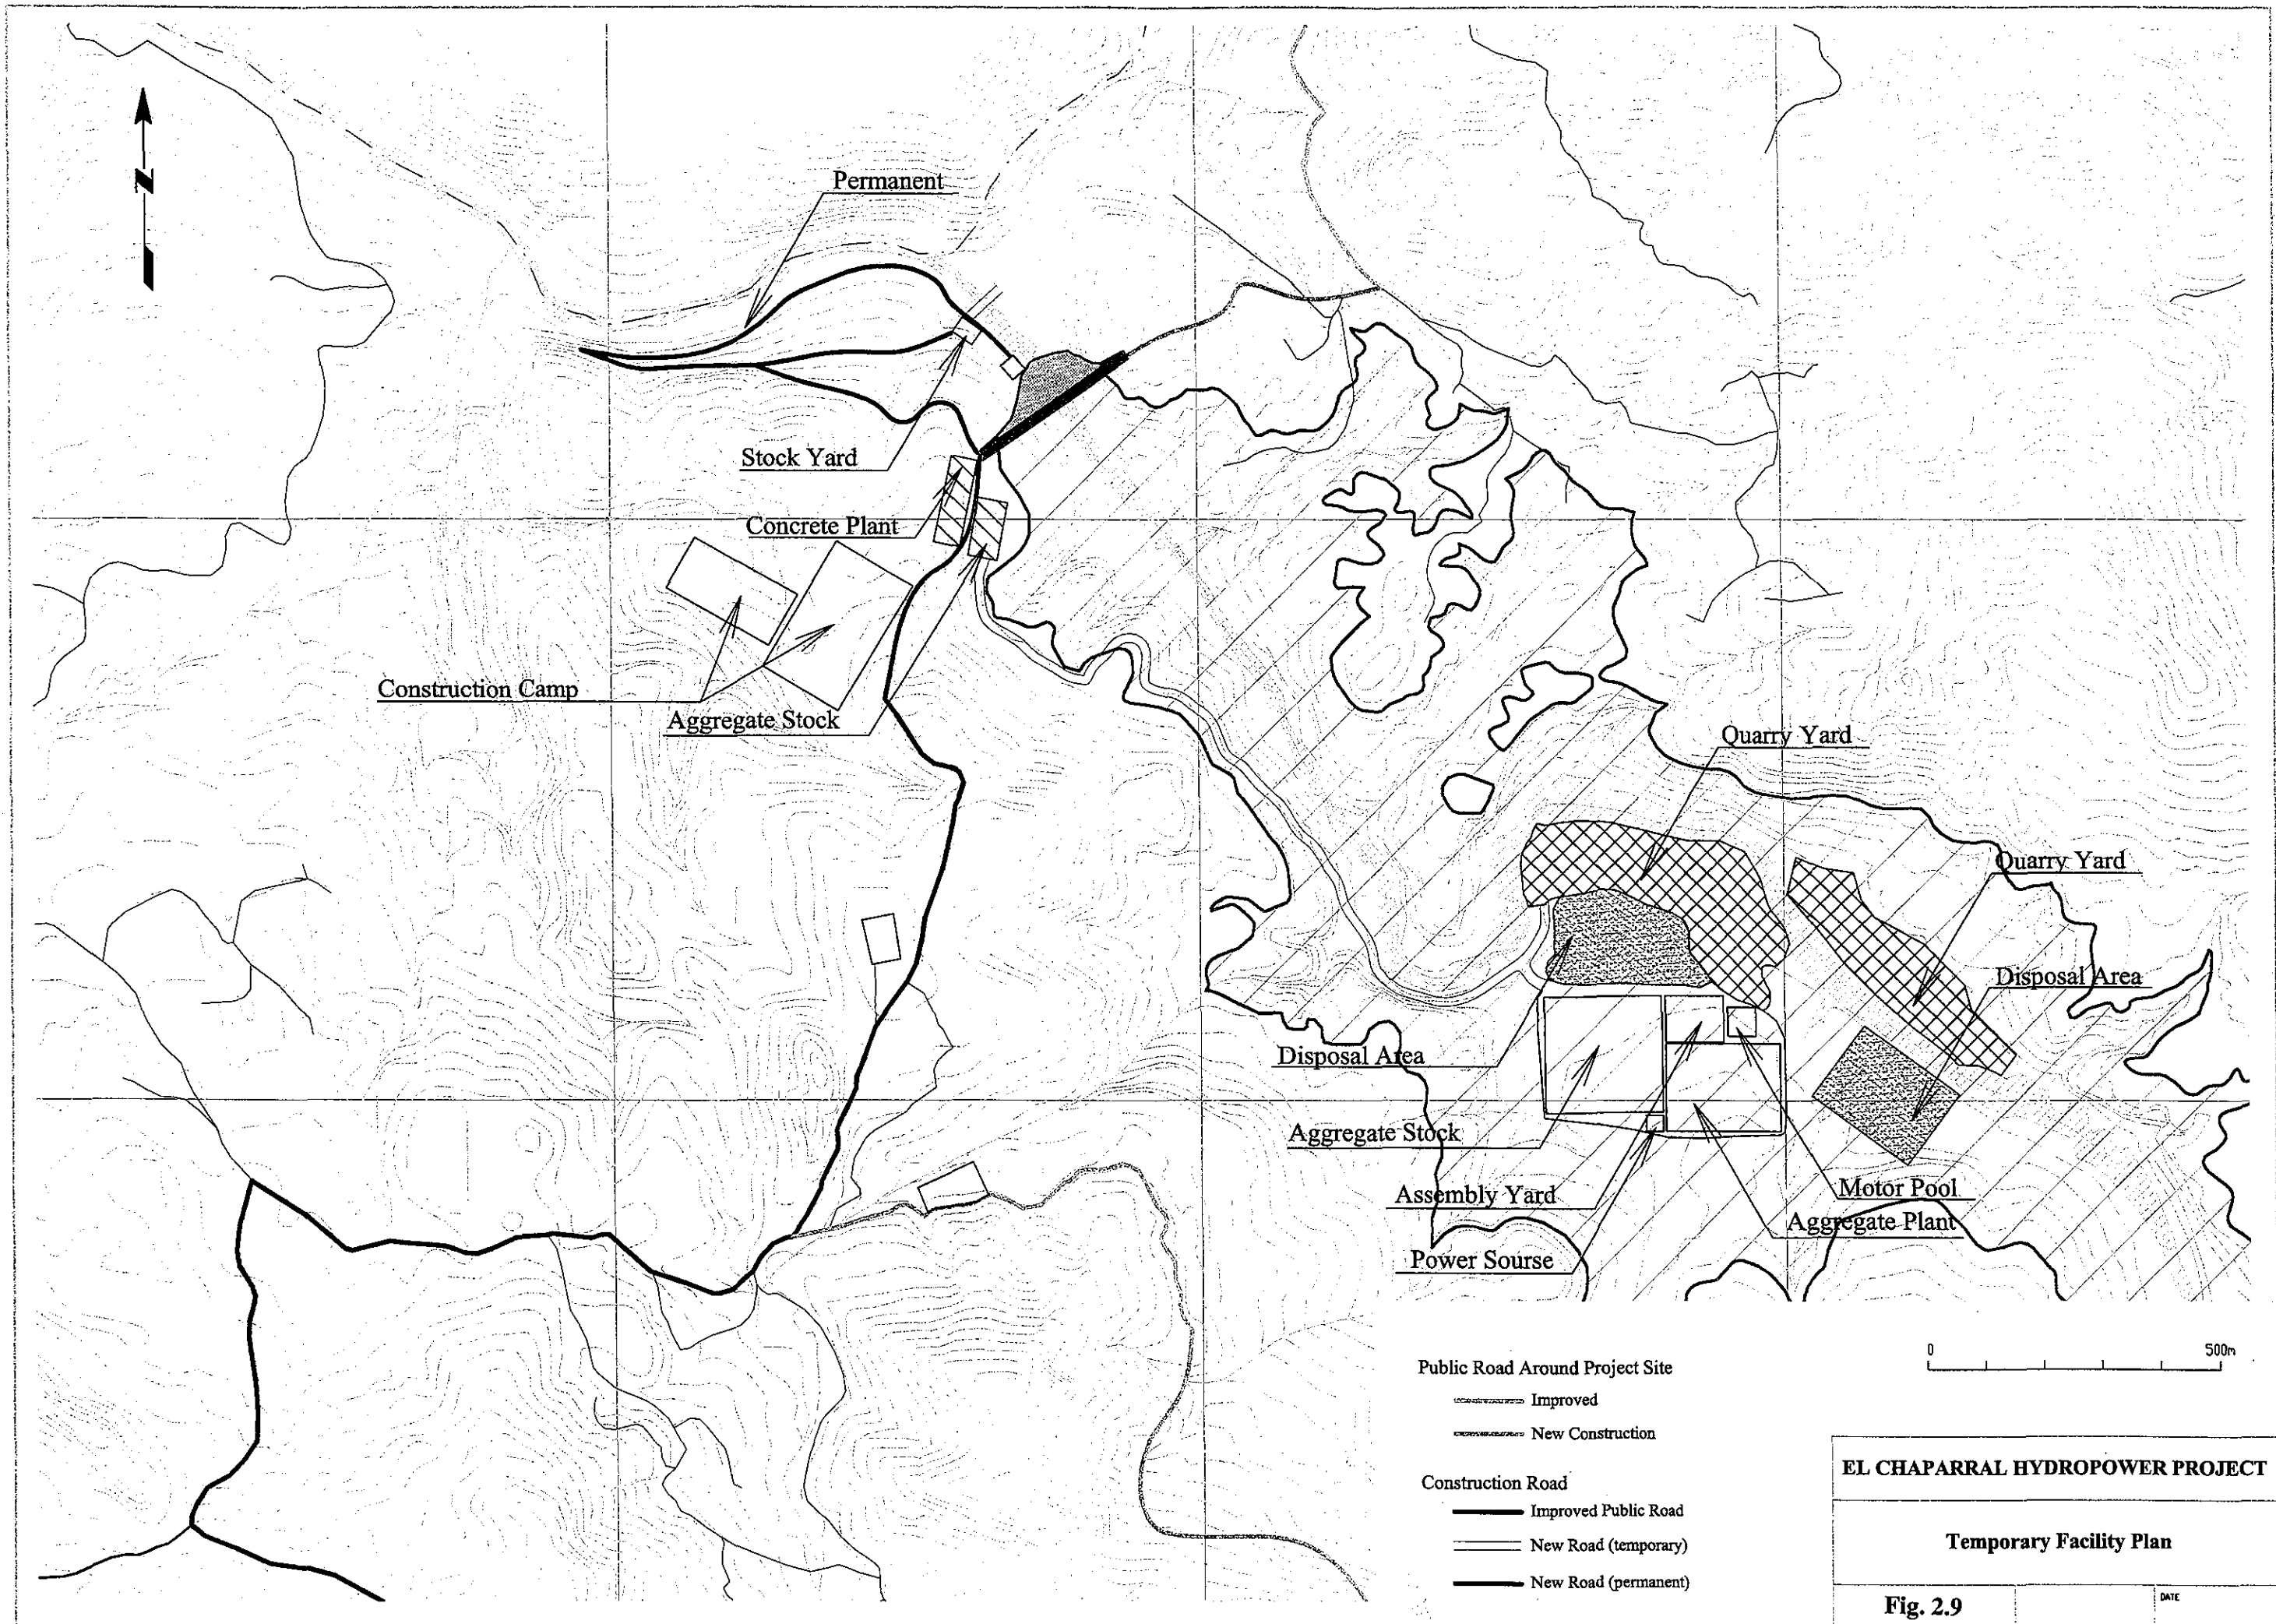 N
Permanent
Stock Yard
Concrete Plant
Construction Camp
Aggregate Stock
Quarry Yard
Quarry Yard
Disposal Area
Disposal Area
Aggregate Stock
Assembly Yard
Motor Pool
Aggregate Plant
Power Sourse
Public Road Around Project Site
Improved
New Construction
Construction Road
Improved Public Road
New Road (temporary)
New Road (permanent)
0 500m
EL CHAPARRAL HYDROPOWER PROJECT
Temporary Facility Plan
Fig. 2.9
DATE